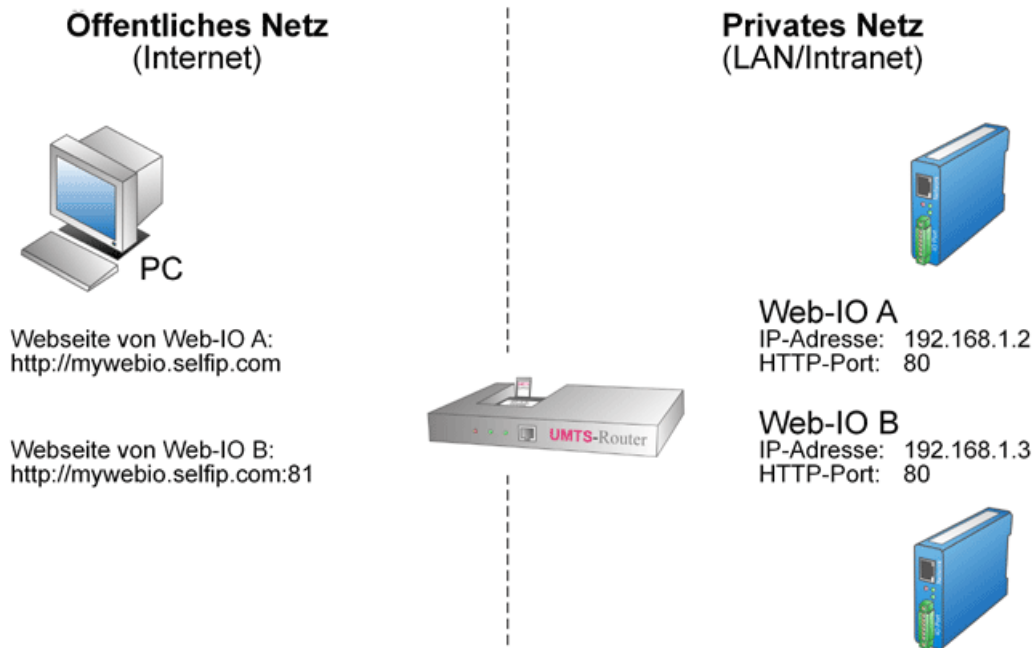 Öffentliches Netz
(Internet)
Privates Netz
(LAN/Intranet)
PC
Webseite von Web-IO A:
http://mywebio.selfip.com
Webseite von Web-IO B:
http://mywebio.selfip.com:81
UMTS-Router
Web-IO A
IP-Adresse: 192.168.1.2
HTTP-Port: 80
Web-IO B
IP-Adresse: 192.168.1.3
HTTP-Port: 80